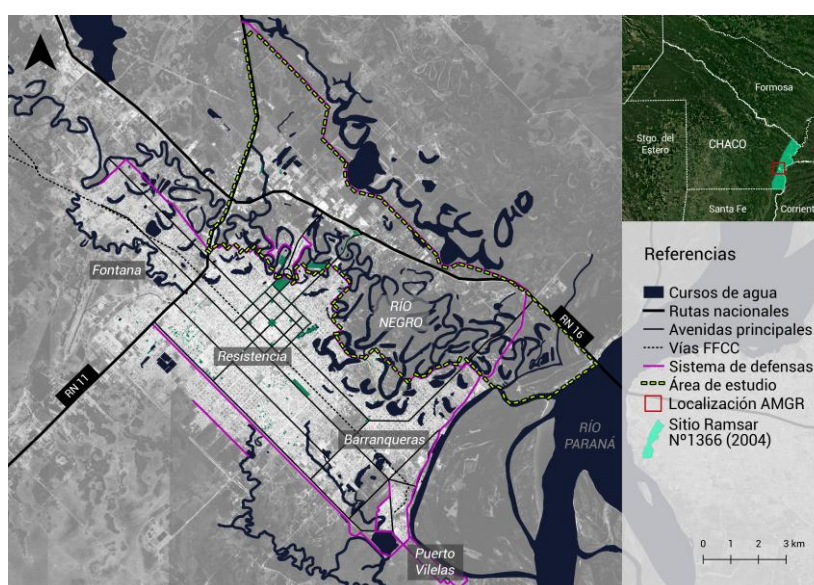 Fontana
Resistencia
Barranqueras
Puerto
Vilelas
RÍO
NEGRO
RÍO
PARANÁ
RN 11
RN 16
Formosa
Stgo. del
Estero
CHACO
Santa Fe
Corrient
Referencias
Cursos de agua
Rutas nacionales
Avenidas principales
Vías FFCC
Sistema de defensas
Área de estudio
Localización AMGR
Sitio Ramsar
Nº1366 (2004)
0 1 2 3 km